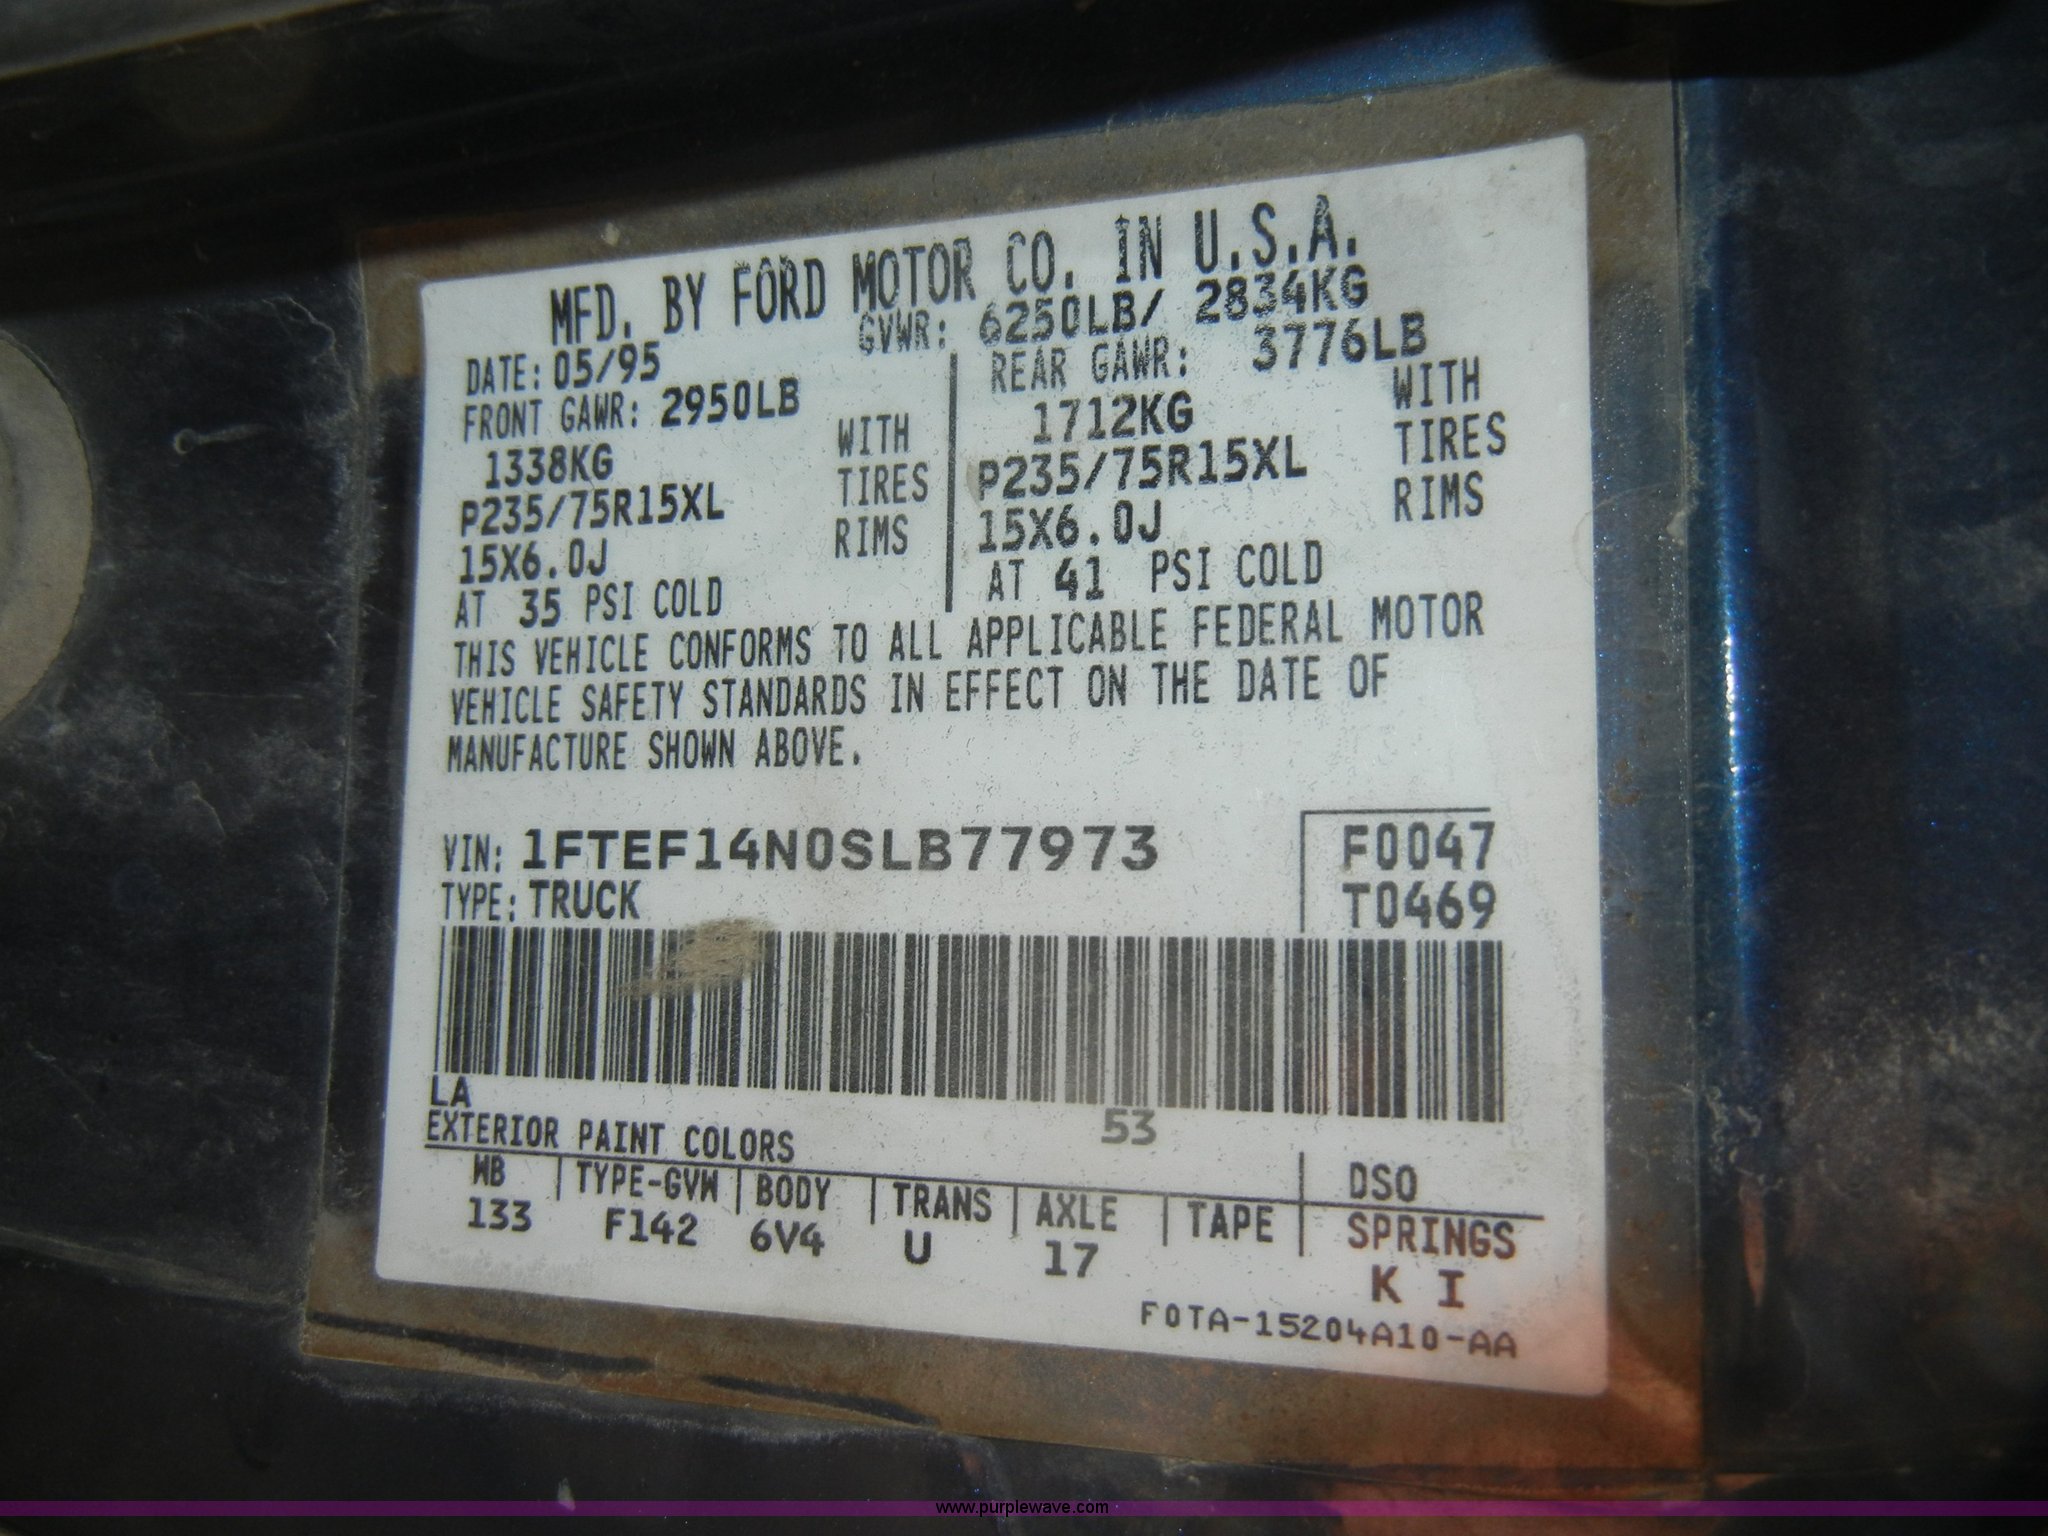 MFD. BY FORD MOTOR CO. IN U.S.A.
DATE: 05/95 GVWR: 6250LB/ 2834KG
FRONT GAWR: 2950LB REAR GAWR: 3776LB
1338KG WITH 1712KG WITH
P235/75R15XL TIRES P235/75R15XL TIRES
15X6.0J RIMS 15X6.0J RIMS
AT 35 PSI COLD AT 41 PSI COLD
THIS VEHICLE CONFORMS TO ALL APPLICABLE FEDERAL MOTOR
VEHICLE SAFETY STANDARDS IN EFFECT ON THE DATE OF
MANUFACTURE SHOWN ABOVE.
VIN: 1FTEF14N0SLB77973 F0047
TYPE: TRUCK T0469
LA 53
EXTERIOR PAINT COLORS DSO
WB TYPE-GVW BODY TRANS AXLE TAPE SPRINGS
133 F142 6V4 U 17 K I
F0TA-15204A10-AA
www.purplewave.com